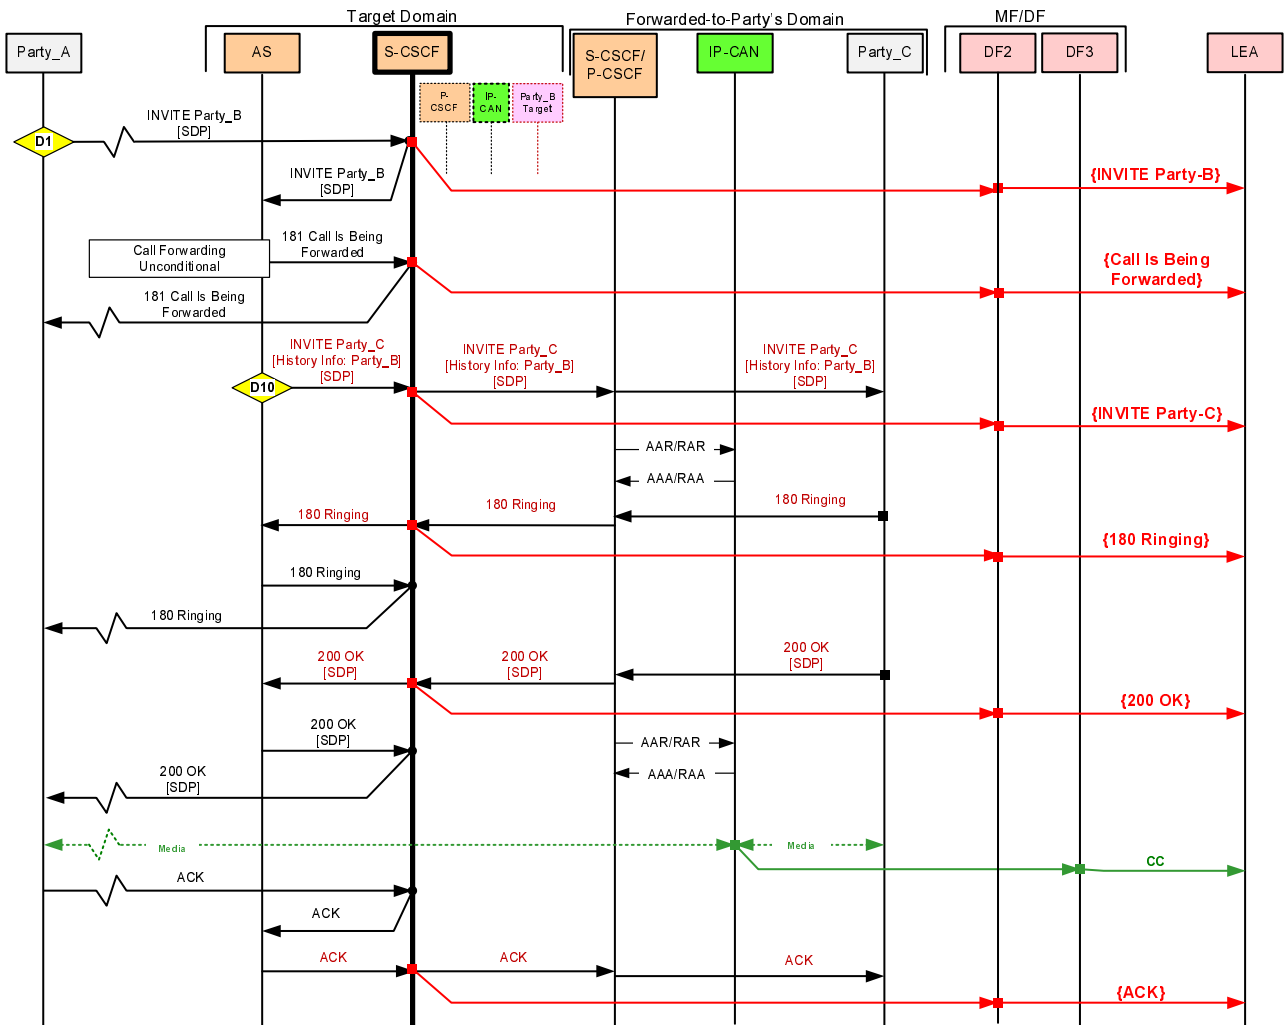 Target Domain
Forwarded-to-Party's Domain
MF/DF
Party_A
AS
S-CSCF
S-CSCF/
P-CSCF
IP-CAN
Party_C
DF2
DF3
LEA
P-
CSCF
IP-
CAN
Party_B
Target
INVITE Party_B
[SDP]
D1
INVITE Party_B
[SDP]
{INVITE Party-B}
Call Forwarding
Unconditional
181 Call Is Being
Forwarded
{Call Is Being
Forwarded}
181 Call Is Being
Forwarded
INVITE Party_C
[History Info: Party_B]
[SDP]
INVITE Party_C
[History Info: Party_B]
[SDP]
INVITE Party_C
[History Info: Party_B]
[SDP]
D10
{INVITE Party-C}
AAR/RAR
AAA/RAA
180 Ringing
180 Ringing
180 Ringing
{180 Ringing}
180 Ringing
180 Ringing
200 OK
[SDP]
200 OK
[SDP]
200 OK
[SDP]
{200 OK}
200 OK
[SDP]
AAR/RAR
AAA/RAA
200 OK
[SDP]
Media
Media
CC
ACK
ACK
ACK
ACK
ACK
{ACK}